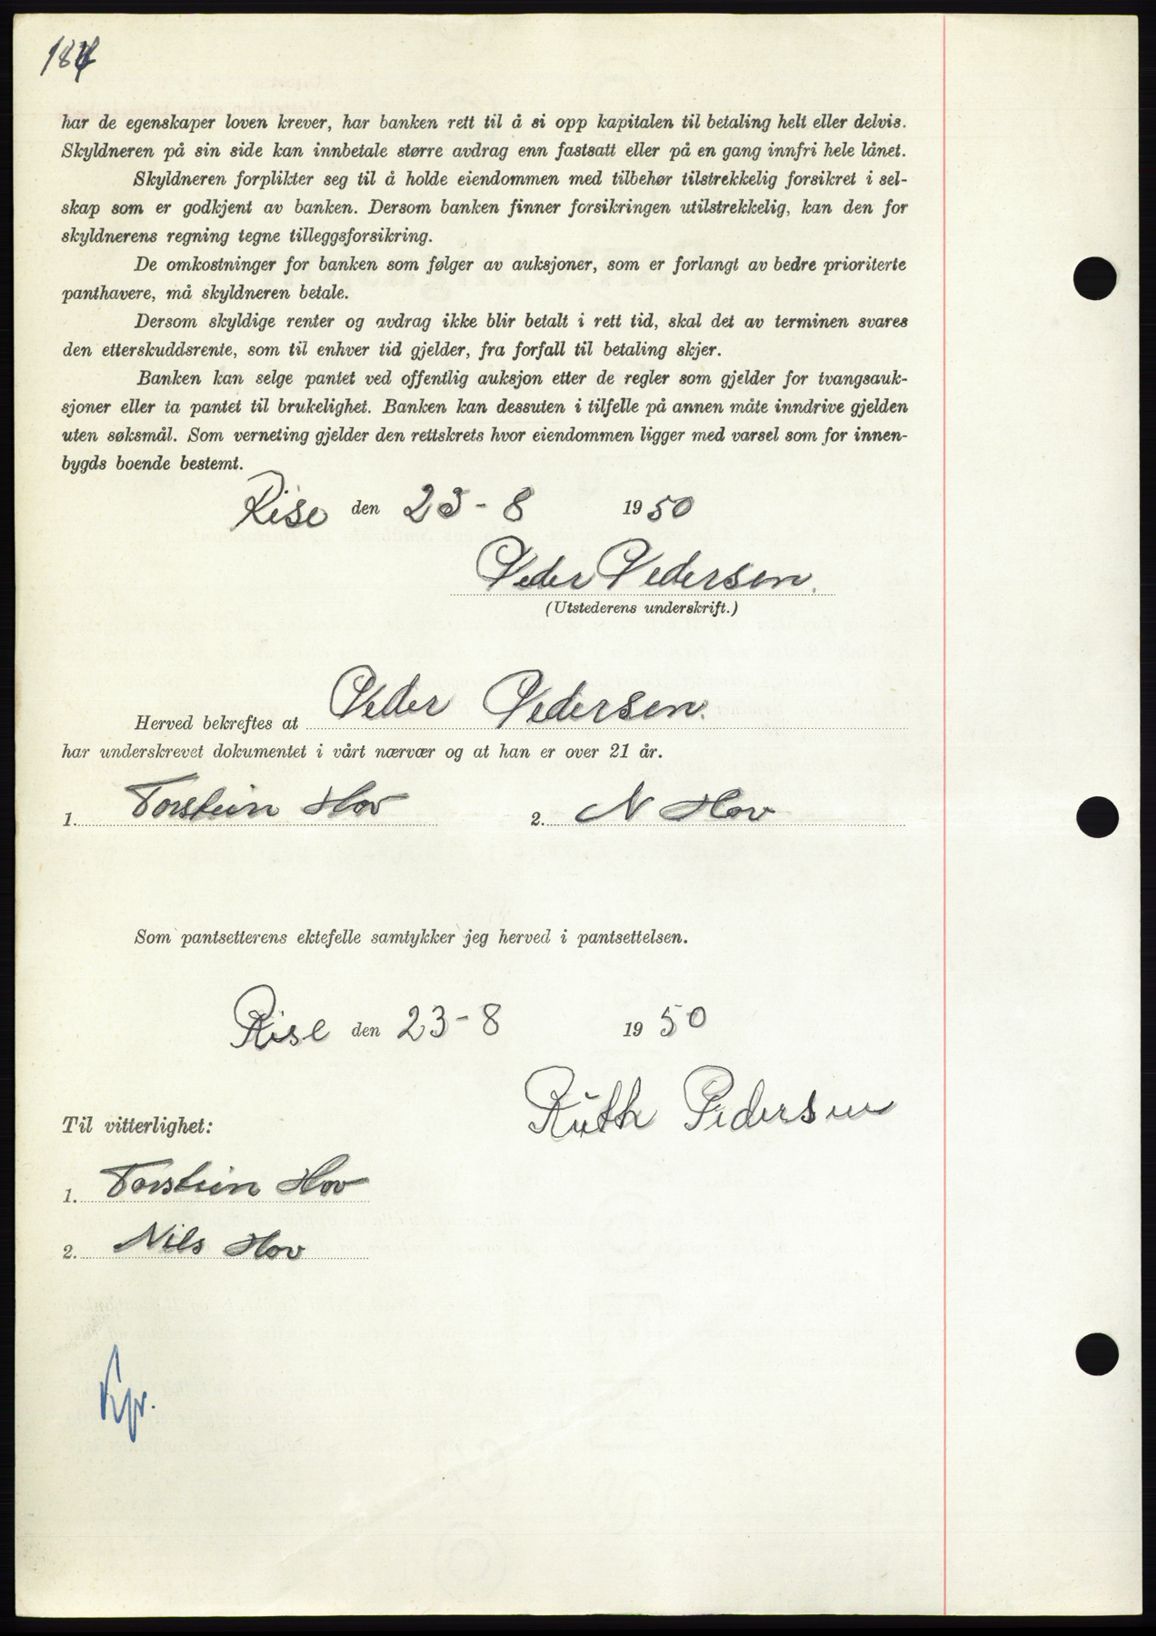 184
har de egenskaper loven krever, har banken rett til å si opp kapitalen til betaling helt eller delvis.
Skyldneren på sin side kan innbetale større avdrag enn fastsatt eller på en gang innfri hele lånet.
Skyldneren forplikter seg til å holde eiendommen med tilbehør tilstrekkelig forsikret i sel-
skap som er godkjent av banken. Dersom banken finner forsikringen utilstrekkelig, kan den for
skyldnerens regning tegne tilleggsforsikring.
De omkostninger for banken som følger av auksjoner, som er forlangt av bedre prioriterte
panthavere, må skyldneren betale.
Dersom skyldige renter og avdrag ikke blir betalt i rett tid, skal det av terminen svares
den etterskuddsrente, som til enhver tid gjelder, fra forfall til betaling skjer.
Banken kan selge pantet ved offentlig auksjon etter de regler som gjelder for tvangsauk-
sjoner eller ta pantet til brukelighet. Banken kan dessuten i tilfelle på annen måte inndrive gjelden
uten søksmål. Som verneting gjelder den rettskrets hvor eiendommen ligger med varsel som for innen-
bygds boende bestemt.
Rise den 23-8 1950
Peder Pedersen.
(Utstederens underskrift.)
Herved bekreftes at Peder Pedersen.
har underskrevet dokumentet i vårt nærvær og at han er over 21 år.
1. Torstein Hov 2. N Hov
Som pantsetterens ektefelle samtykker jeg herved i pantsettelsen.
Rise den 23-8 1950
Ruth Pedersen
Til vitterlighet:
1. Torstein Hov
2. Nils Hov